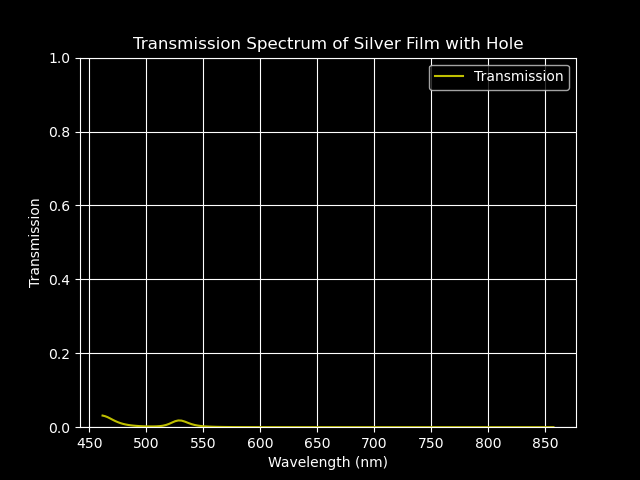 Transmission Spectrum of Silver Film with Hole
Transmission
1.0
0.8
0.6
0.4
0.2
0.0
Transmission
450 500 550 600 650 700 750 800 850
Wavelength (nm)